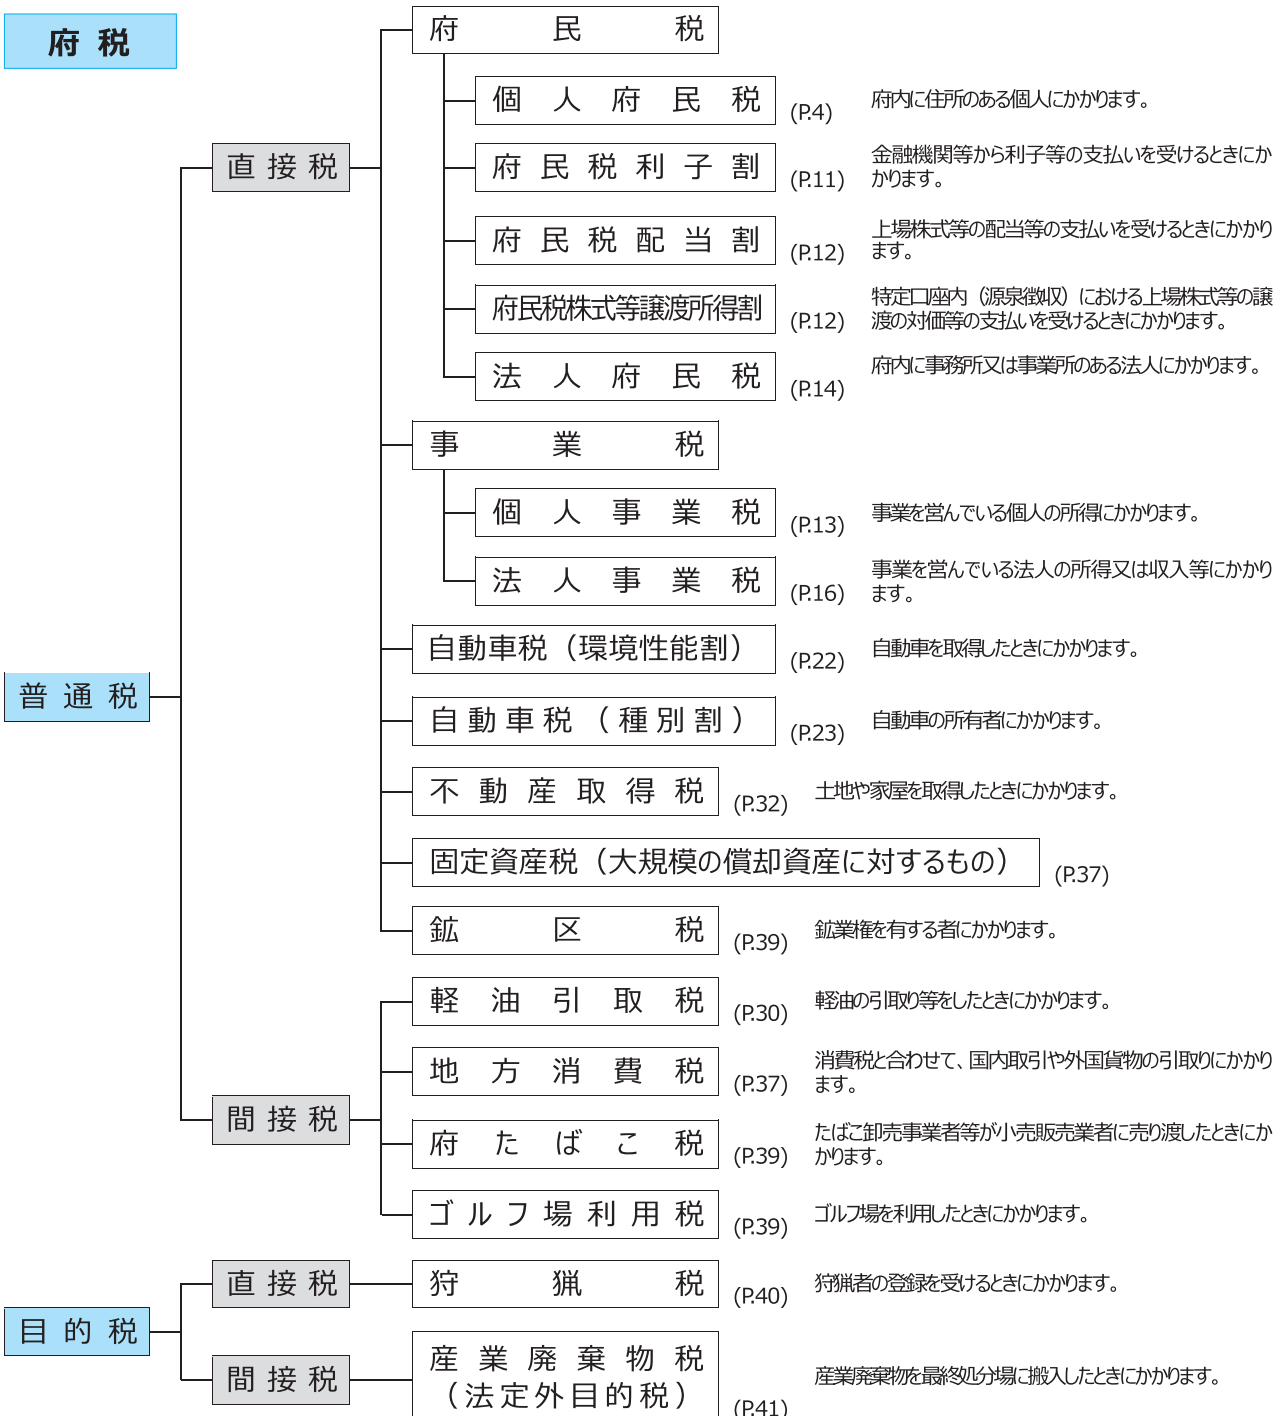 府税
普通税
直接税
府民税
個人府民税
(P.4)
府内に住所のある個人にかかります。
府民税利子割
(P.11)
金融機関等から利子等の支払いを受けるときにか
かります。
府民税配当割
(P.12)
上場株式等の配当等の支払いを受けるときにかかり
ます。
府民税株式等譲渡所得割
(P.12)
特定口座内（源泉徴収）における上場株式等の譲
渡の対価等の支払いを受けるときにかかります。
法人府民税
(P.14)
府内に事務所又は事業所のある法人にかかります。
事業税
個人事業税
(P.13)
事業を営んでいる個人の所得にかかります。
法人事業税
(P.16)
事業を営んでいる法人の所得又は収入等にかかり
ます。
自動車税（環境性能割）
(P.22)
自動車を取得したときにかかります。
自動車税（種別割）
(P.23)
自動車の所有者にかかります。
不動産取得税
(P.32)
土地や家屋を取得したときにかかります。
固定資産税（大規模の償却資産に対するもの）
(P.37)
鉱区税
(P.39)
鉱業権を有する者にかかります。
間接税
軽油引取税
(P.30)
軽油の引取り等をしたときにかかります。
地方消費税
(P.37)
消費税と合わせて、国内取引や外国貨物の引取りにかかり
ます。
府たばこ税
(P.39)
たばこ卸売事業者等が小売販売業者に売り渡したときにか
かります。
ゴルフ場利用税
(P.39)
ゴルフ場を利用したときにかかります。
目的税
直接税
狩猟税
(P.40)
狩猟者の登録を受けるときにかかります。
間接税
産業廃棄物税
（法定外目的税）
(P.41)
産業廃棄物を最終処分場に搬入したときにかかります。